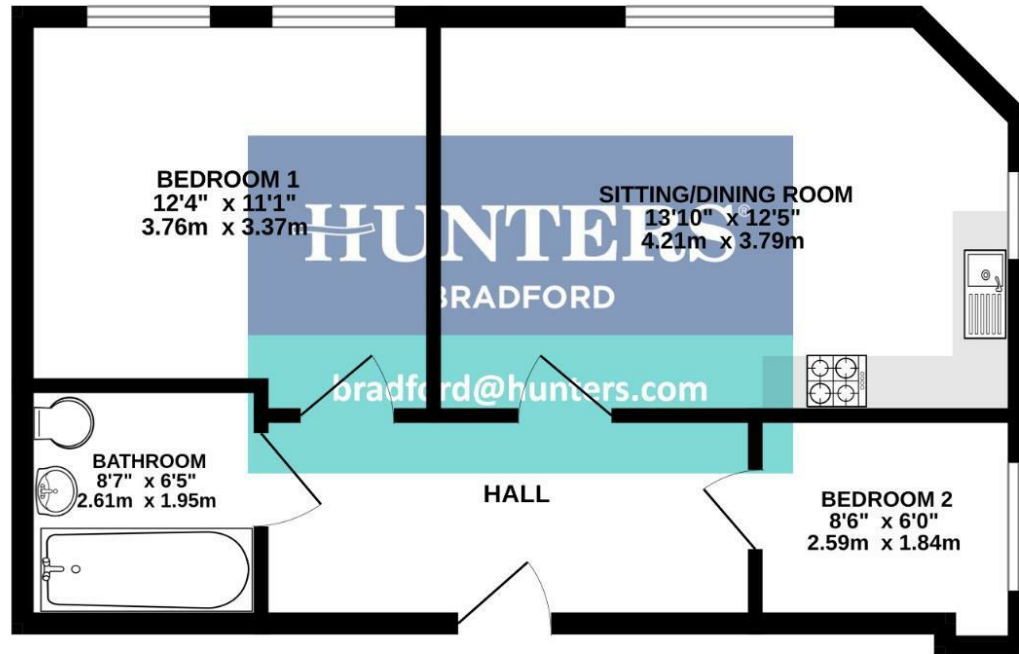 BEDROOM 1
12'4" x 11'1"
3.76m x 3.37m
SITTING/DINING ROOM
13'10" x 12'5"
4.21m x 3.79m
HUNTERS®
BRADFORD
bradford@hunters.com
BATHROOM
8'7" x 6'5"
2.61m x 1.95m
HALL
BEDROOM 2
8'6" x 6'0"
2.59m x 1.84m